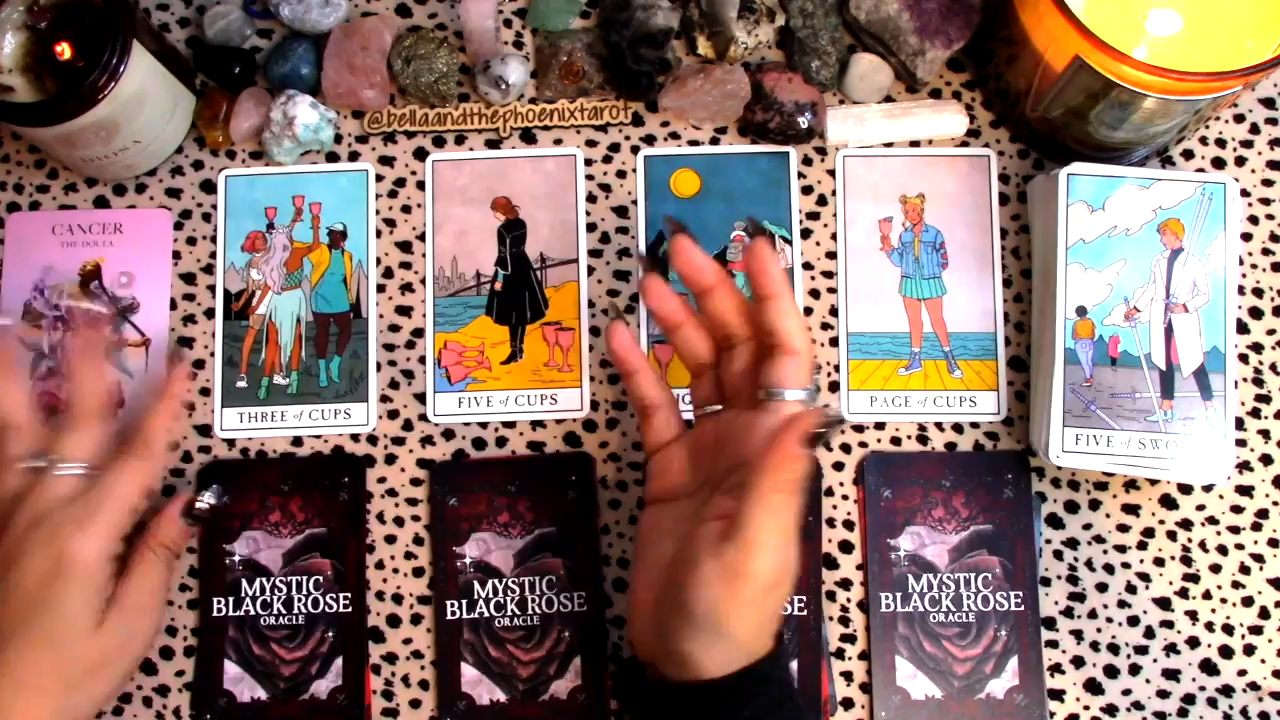 @bellaandthephoenixtarot
CANCER
THE DOULA
THREE of CUPS
FIVE of CUPS
PAGE of CUPS
FIVE of SWO
MYSTIC
BLACK ROSE
ORACLE
MYSTIC
BLACK ROSE
ORACLE
MYSTIC
BLACK ROSE
ORACLE